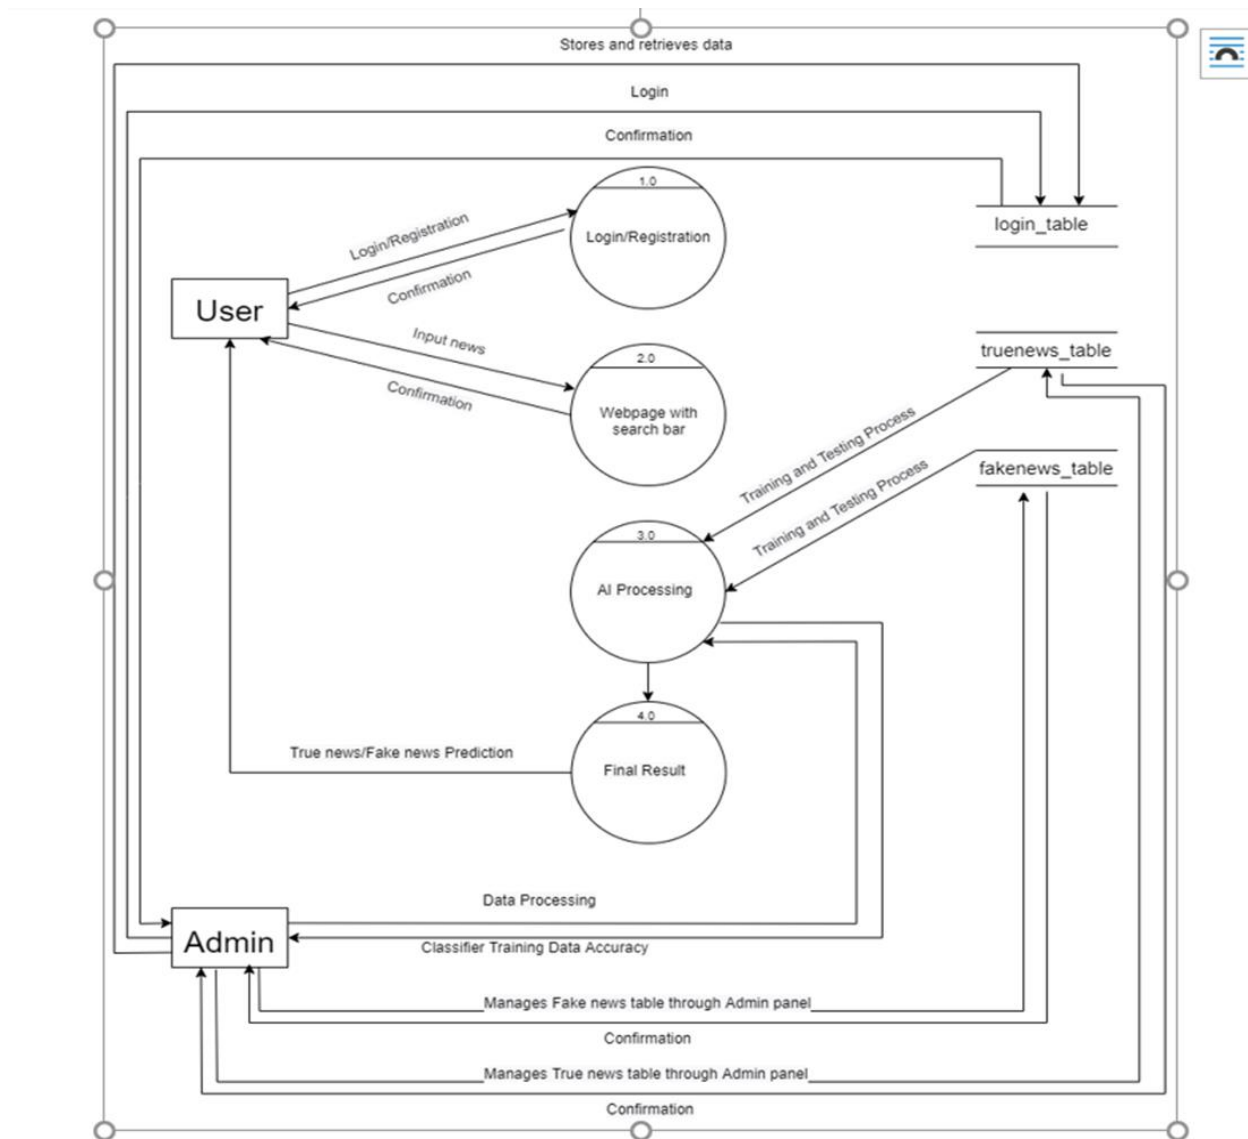 Stores and retrieves data
Login
Confirmation
1.0
Login/Registration
login_table
Login/Registration
Confirmation
User
Input news
Confirmation
2.0
Webpage with
search bar
truenews_table
fakenews_table
Training and Testing Process
Training and Testing Process
3.0
AI Processing
4.0
Final Result
True news/Fake news Prediction
Data Processing
Admin
Classifier Training Data Accuracy
Manages Fake news table through Admin panel
Confirmation
Manages True news table through Admin panel
Confirmation